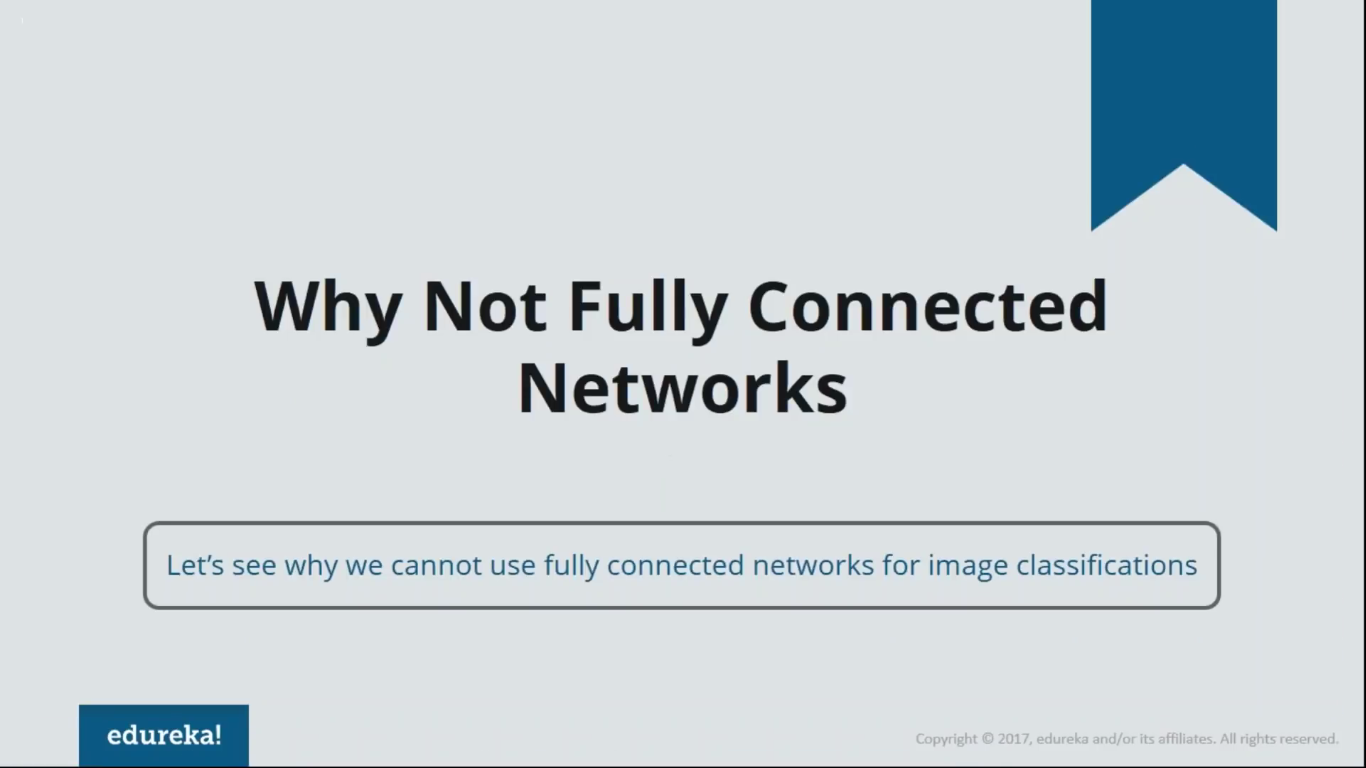 Why Not Fully Connected
Networks
Let’s see why we cannot use fully connected networks for image classifications
edureka!
Copyright © 2017, edureka and/or its affiliates. All rights reserved.